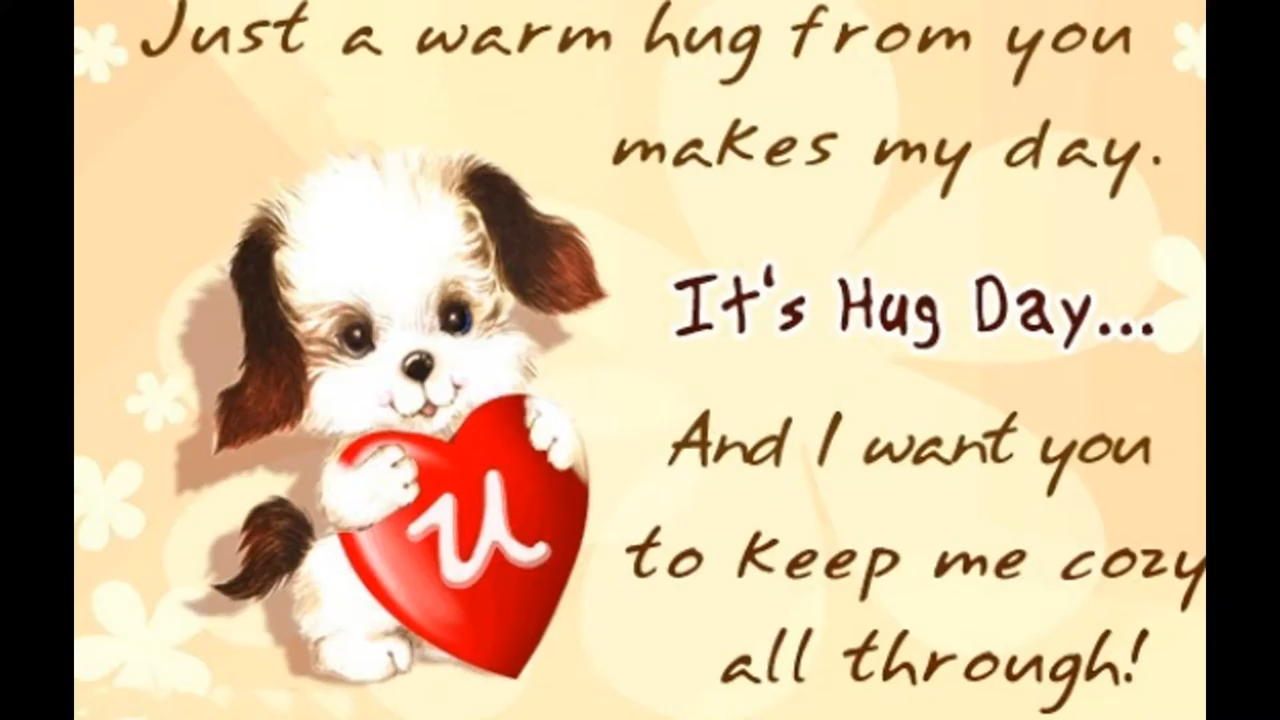 Just a warm hug from you
makes my day.
It's Hug Day...
And I want you
to keep me cozy
all through!
u